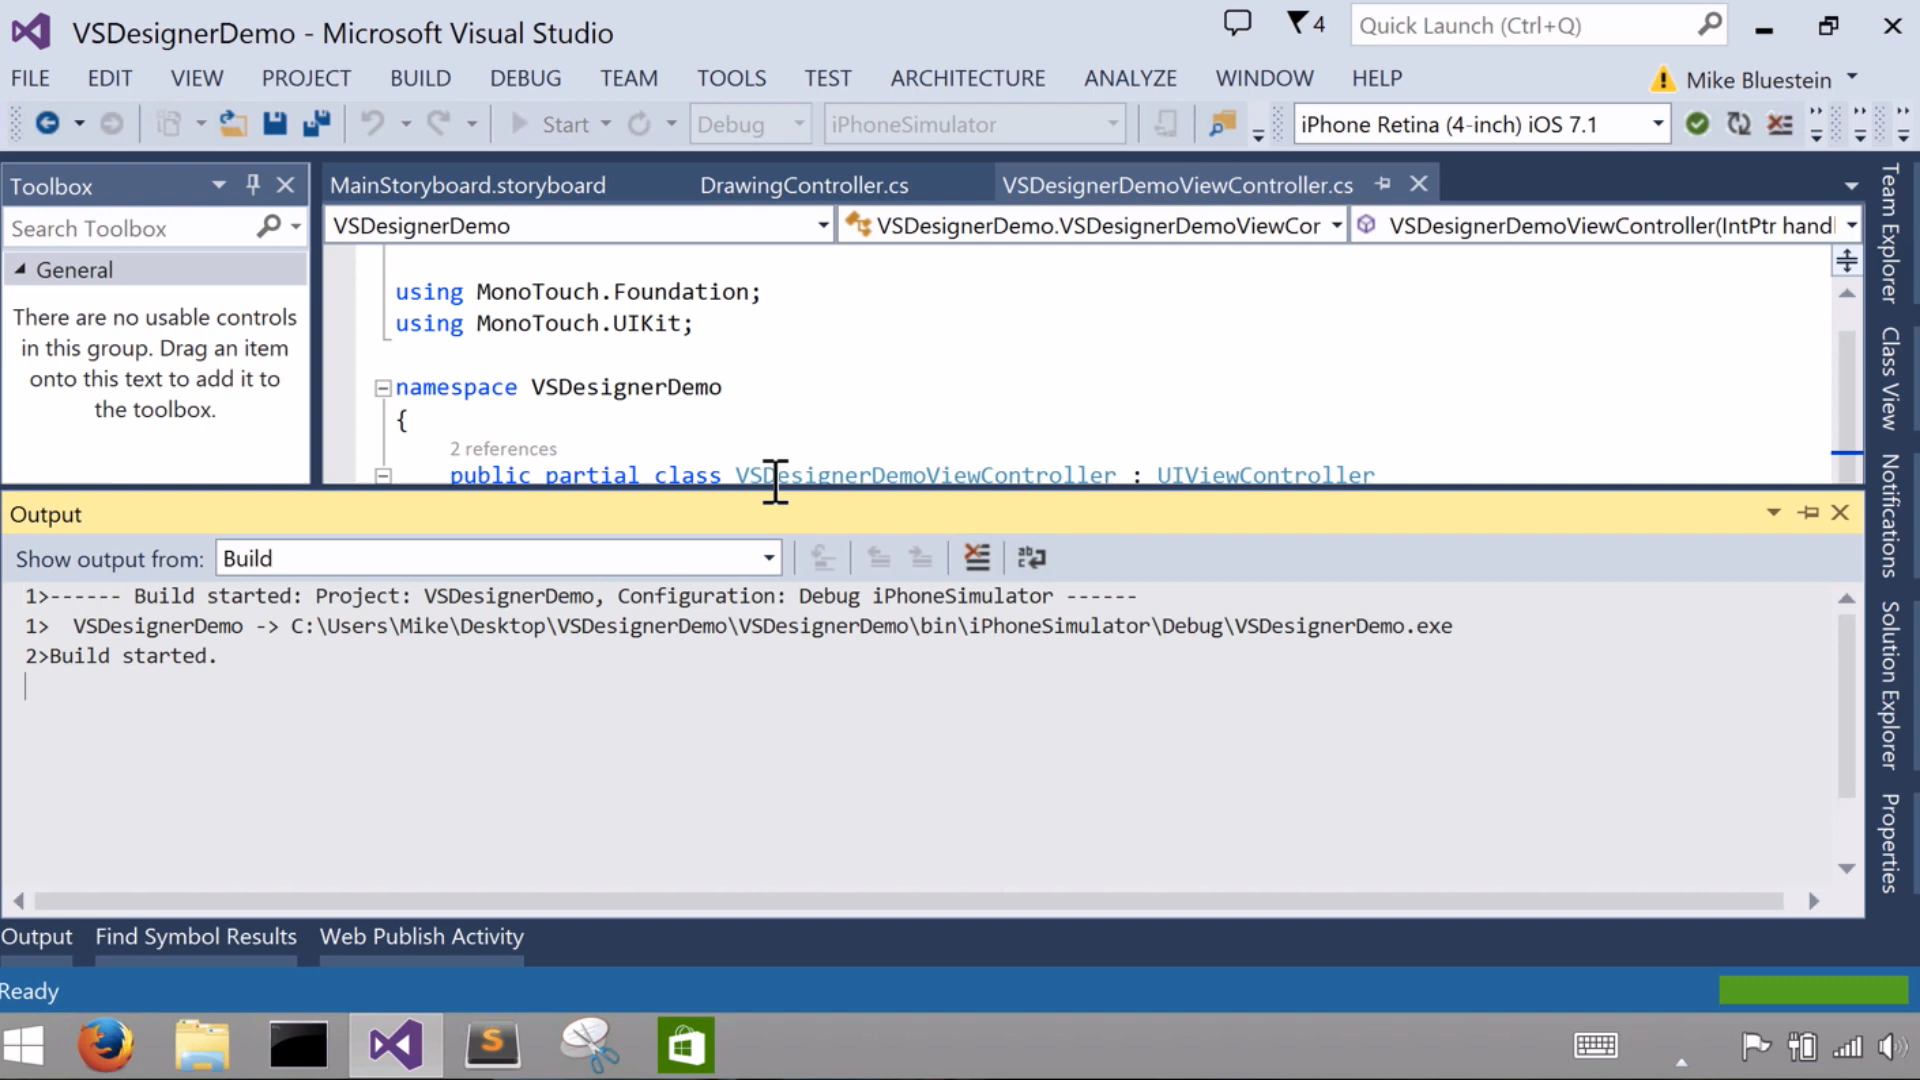 VSDesignerDemo - Microsoft Visual Studio
4
Quick Launch (Ctrl+Q)
FILE EDIT VIEW PROJECT BUILD DEBUG TEAM TOOLS TEST ARCHITECTURE ANALYZE WINDOW HELP
Mike Bluestein
Start
Debug
iPhoneSimulator
iPhone Retina (4-inch) iOS 7.1
Toolbox
Search Toolbox
General
There are no usable controls
in this group. Drag an item
onto this text to add it to
the toolbox.
MainStoryboard.storyboard
DrawingController.cs
VSDesignerDemoViewController.cs
VSDesignerDemo
VSDesignerDemo.VSDesignerDemoViewCor
VSDesignerDemoViewController(IntPtr handl
using MonoTouch.Foundation;
using MonoTouch.UIKit;
namespace VSDesignerDemo
{
2 references
public partial class VSDesignerDemoViewController : UIViewController
Output
Show output from:
Build
1>------ Build started: Project: VSDesignerDemo, Configuration: Debug iPhoneSimulator ------
1>  VSDesignerDemo -> C:\Users\Mike\Desktop\VSDesignerDemo\VSDesignerDemo\bin\iPhoneSimulator\Debug\VSDesignerDemo.exe
2>Build started.
Team Explorer
Class View
Notifications
Solution Explorer
Properties
Output
Find Symbol Results
Web Publish Activity
Ready
S